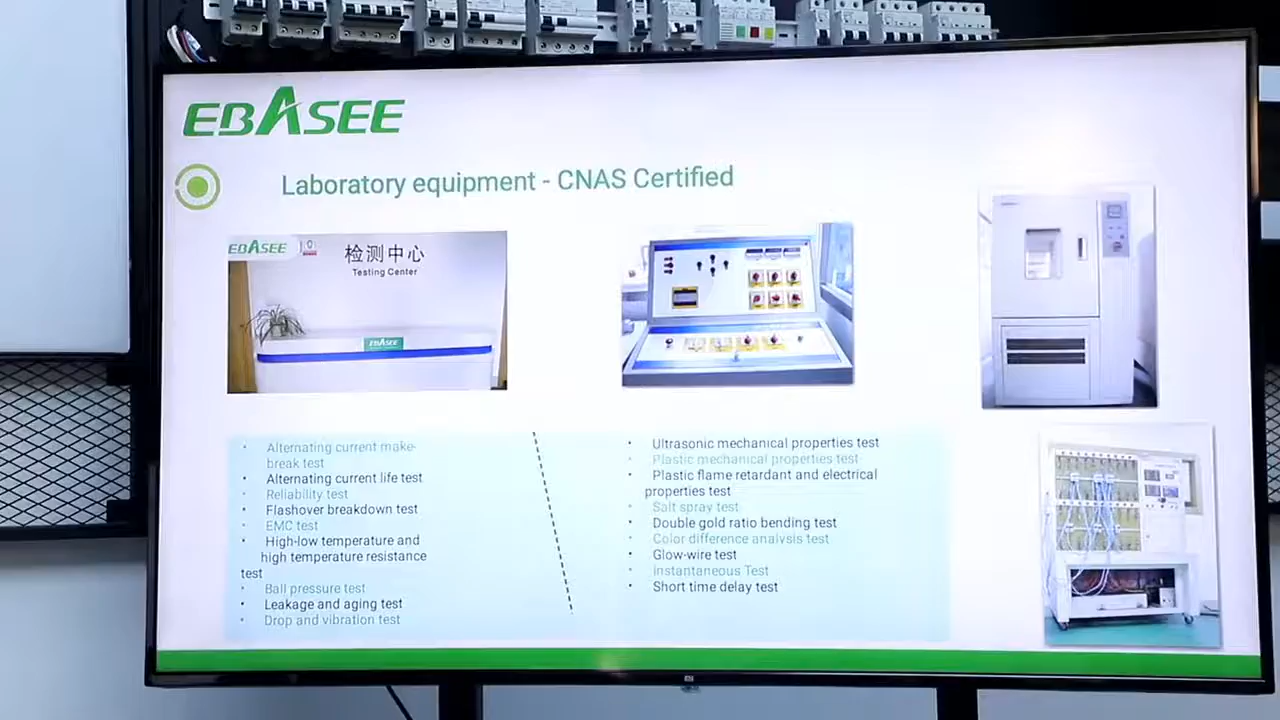 EBASEE
Laboratory equipment - CNAS Certified
EBASEE
检测中心
Testing Center
EBASEE
• Alternating current make-
break test
• Alternating current life test
• Reliability test
• Flashover breakdown test
• EMC test
• High-low temperature and
high temperature resistance
test
• Ball pressure test
• Leakage and aging test
• Drop and vibration test
• Ultrasonic mechanical properties test
• Plastic mechanical properties test
• Plastic flame retardant and electrical
properties test
• Salt spray test
• Double gold ratio bending test
• Color difference analysis test
• Glow-wire test
• Instantaneous Test
• Short time delay test